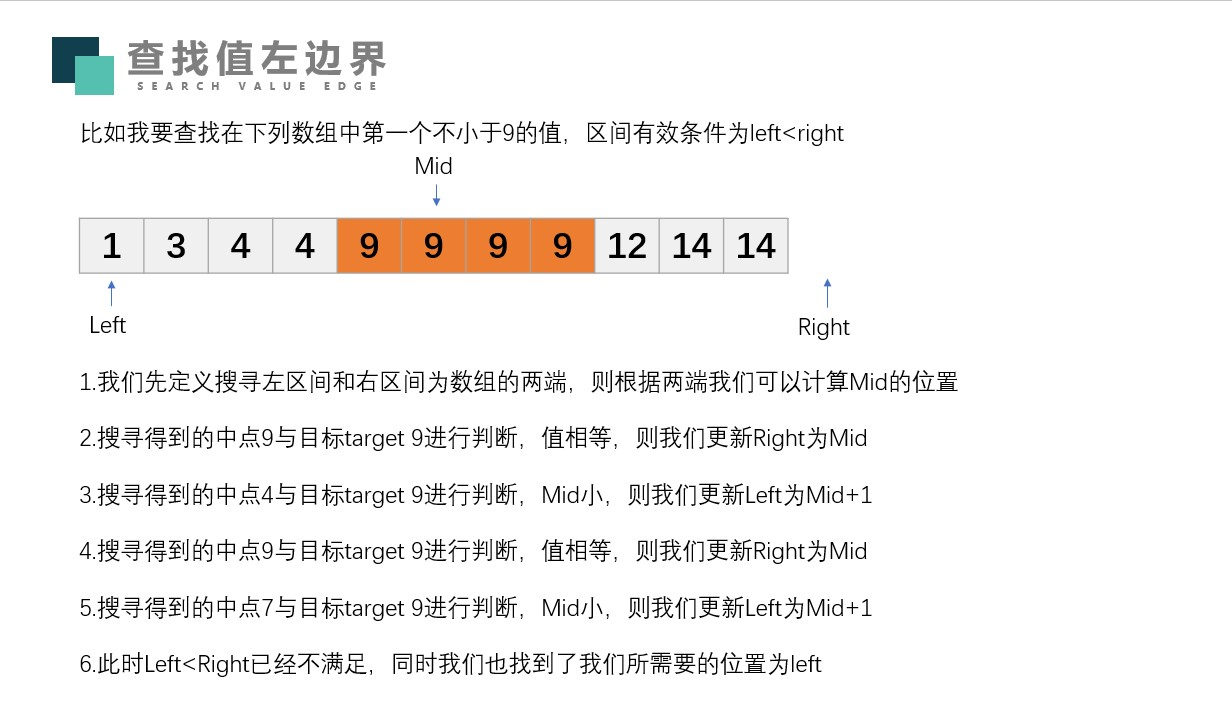 查找值左边界
SEARCH VALUE EDGE
比如我要查找在下列数组中第一个不小于9的值，区间有效条件为left<right
Mid
1 3 4 4 9 9 9 9 12 14 14
Left
Right
1.我们先定义搜寻左区间和右区间为数组的两端，则根据两端我们可以计算Mid的位置
2.搜寻得到的中点9与目标target 9进行判断，值相等，则我们更新Right为Mid
3.搜寻得到的中点4与目标target 9进行判断，Mid小，则我们更新Left为Mid+1
4.搜寻得到的中点9与目标target 9进行判断，值相等，则我们更新Right为Mid
5.搜寻得到的中点7与目标target 9进行判断，Mid小，则我们更新Left为Mid+1
6.此时Left<Right已经不满足，同时我们也找到了我们所需要的位置为left